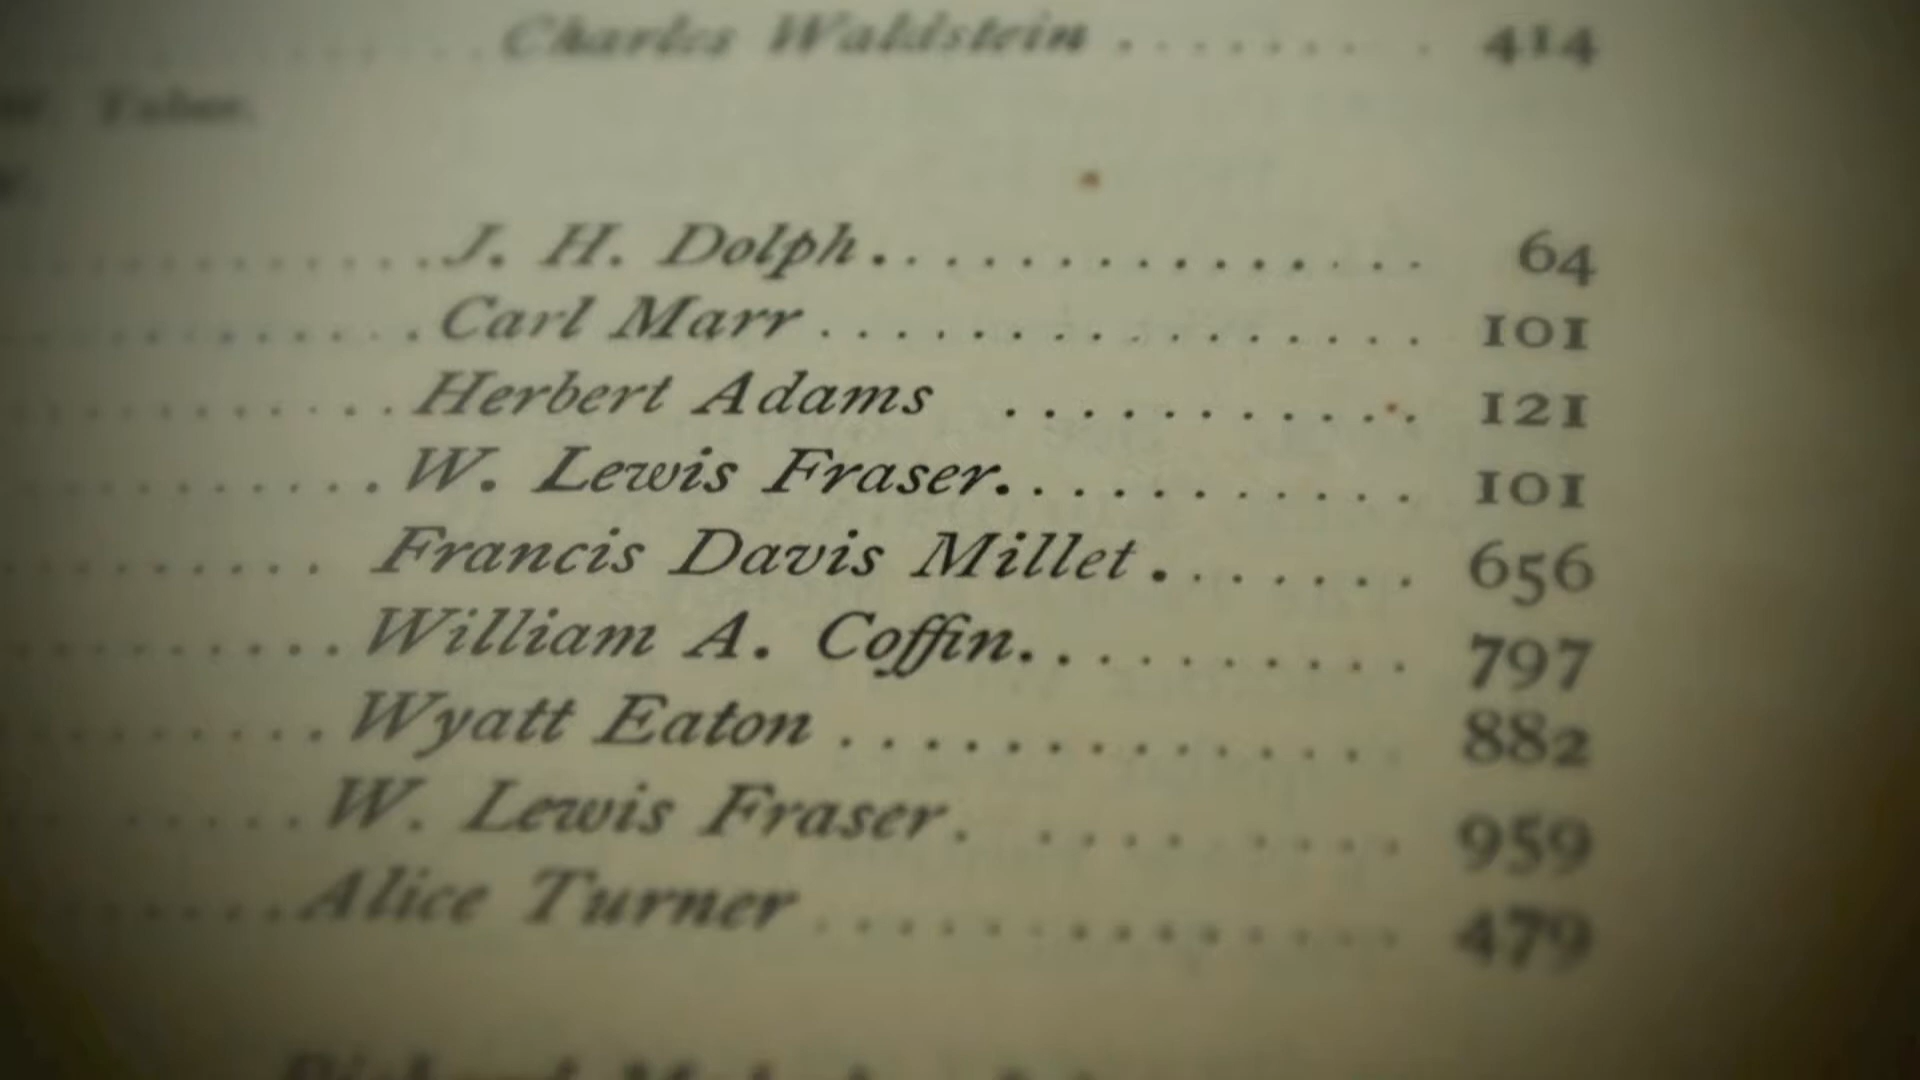 Charles Waldstein ........ 414
............J. H. Dolph.............. 64
............Carl Marr ............... 101
............Herbert Adams ............ 121
............W. Lewis Fraser........... 101
......... Francis Davis Millet....... 656
..........William A. Coffin.......... 797
.........Wyatt Eaton .............. 882
......W. Lewis Fraser. .... .... 959
......Alice Turner .............. 479